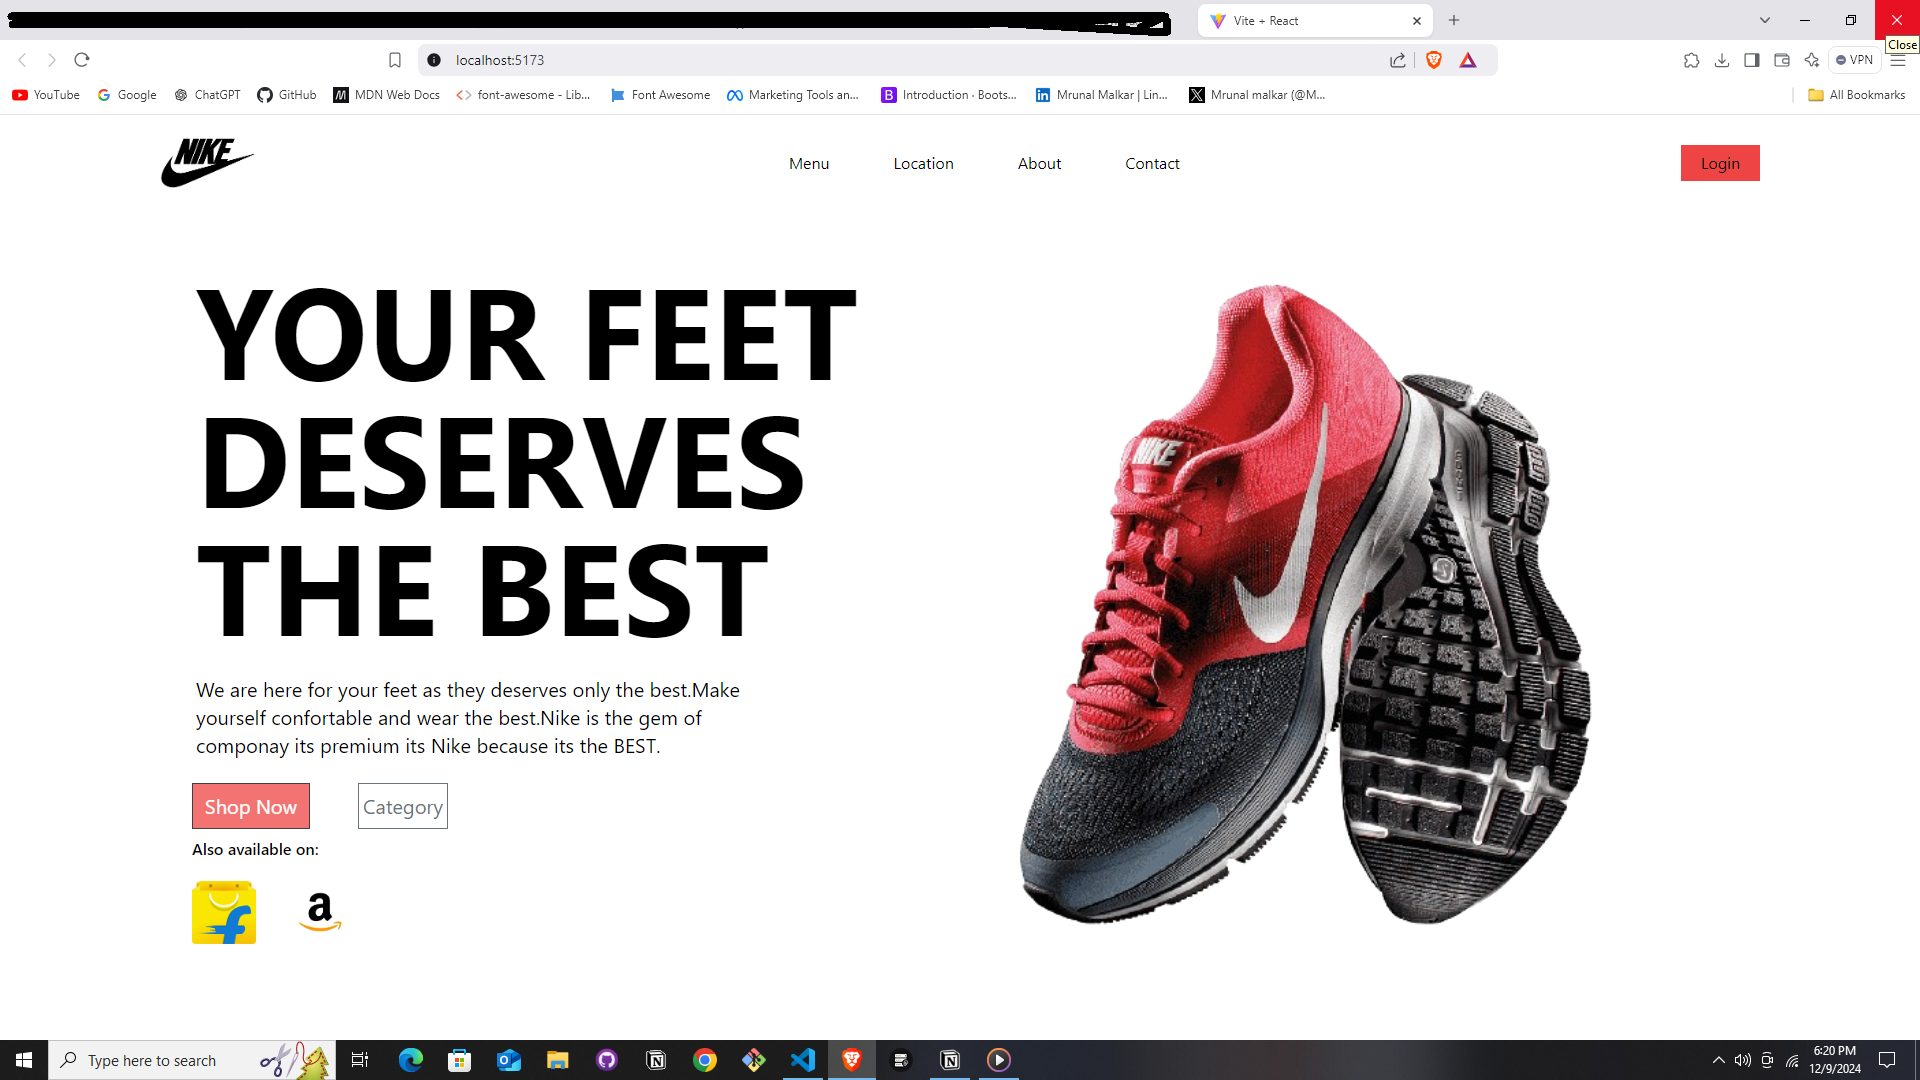 Vite + React
Close
localhost:5173
VPN
YouTube
Google
ChatGPT
GitHub
MDN Web Docs
font-awesome - Lib...
Font Awesome
Marketing Tools an...
Introduction · Boots...
Mrunal Malkar | Lin...
Mrunal malkar (@M...
All Bookmarks
NIKE
Menu
Location
About
Contact
Login
YOUR FEET
DESERVES
THE BEST
NIKE
We are here for your feet as they deserves only the best.Make
yourself confortable and wear the best.Nike is the gem of
componay its premium its Nike because its the BEST.
Shop Now
Category
Also available on:
Type here to search
6:20 PM
12/9/2024